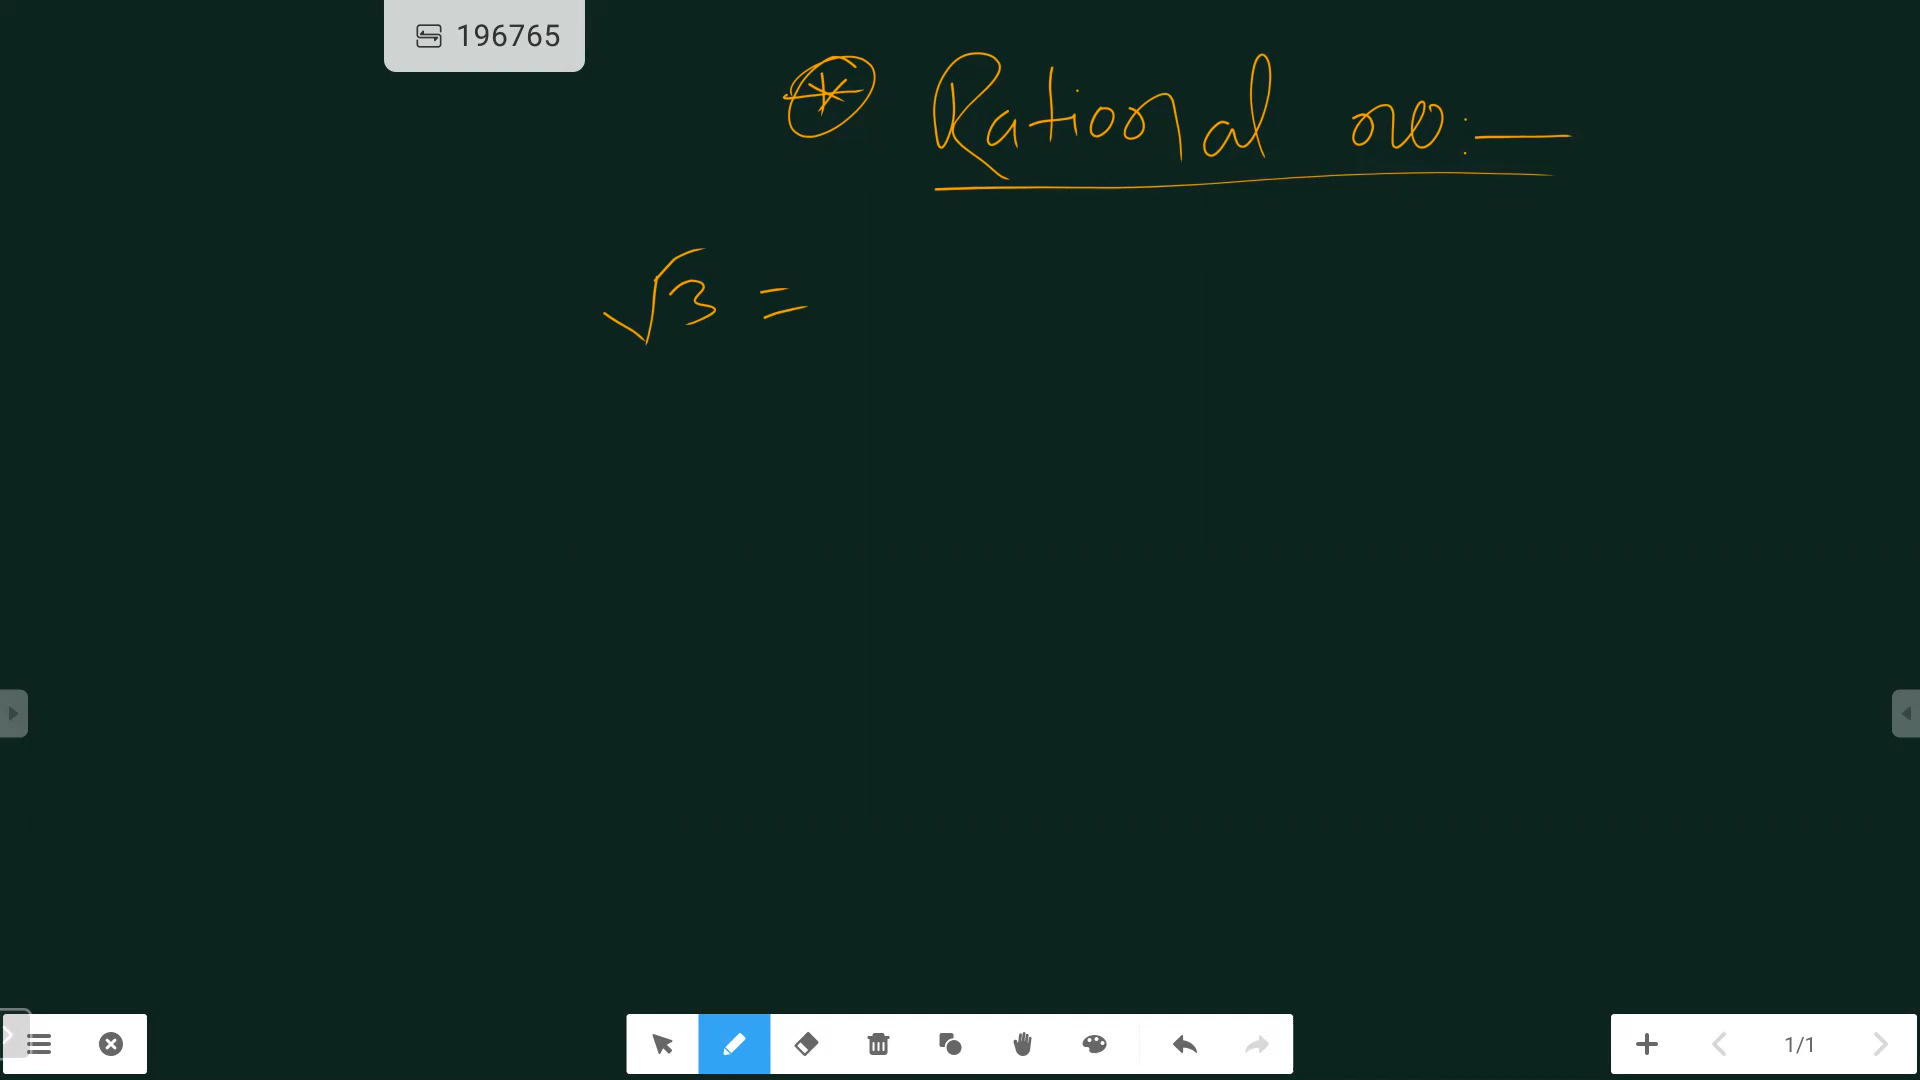 196765
* Rational no:—
√3 =
1/1